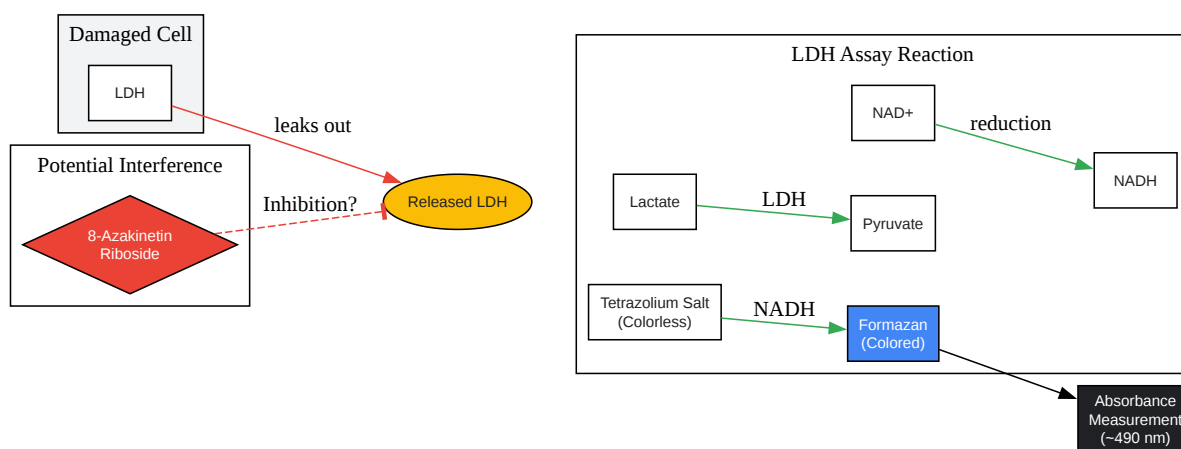 Damaged Cell
LDH
leaks out
Potential Interference
8-Azakinetin
Riboside
Inhibition?
Released LDH
LDH Assay Reaction
NAD+
reduction
NADH
Lactate
LDH
Pyruvate
Tetrazolium Salt
(Colorless)
NADH
Formazan
(Colored)
Absorbance
Measurement
(~490 nm)